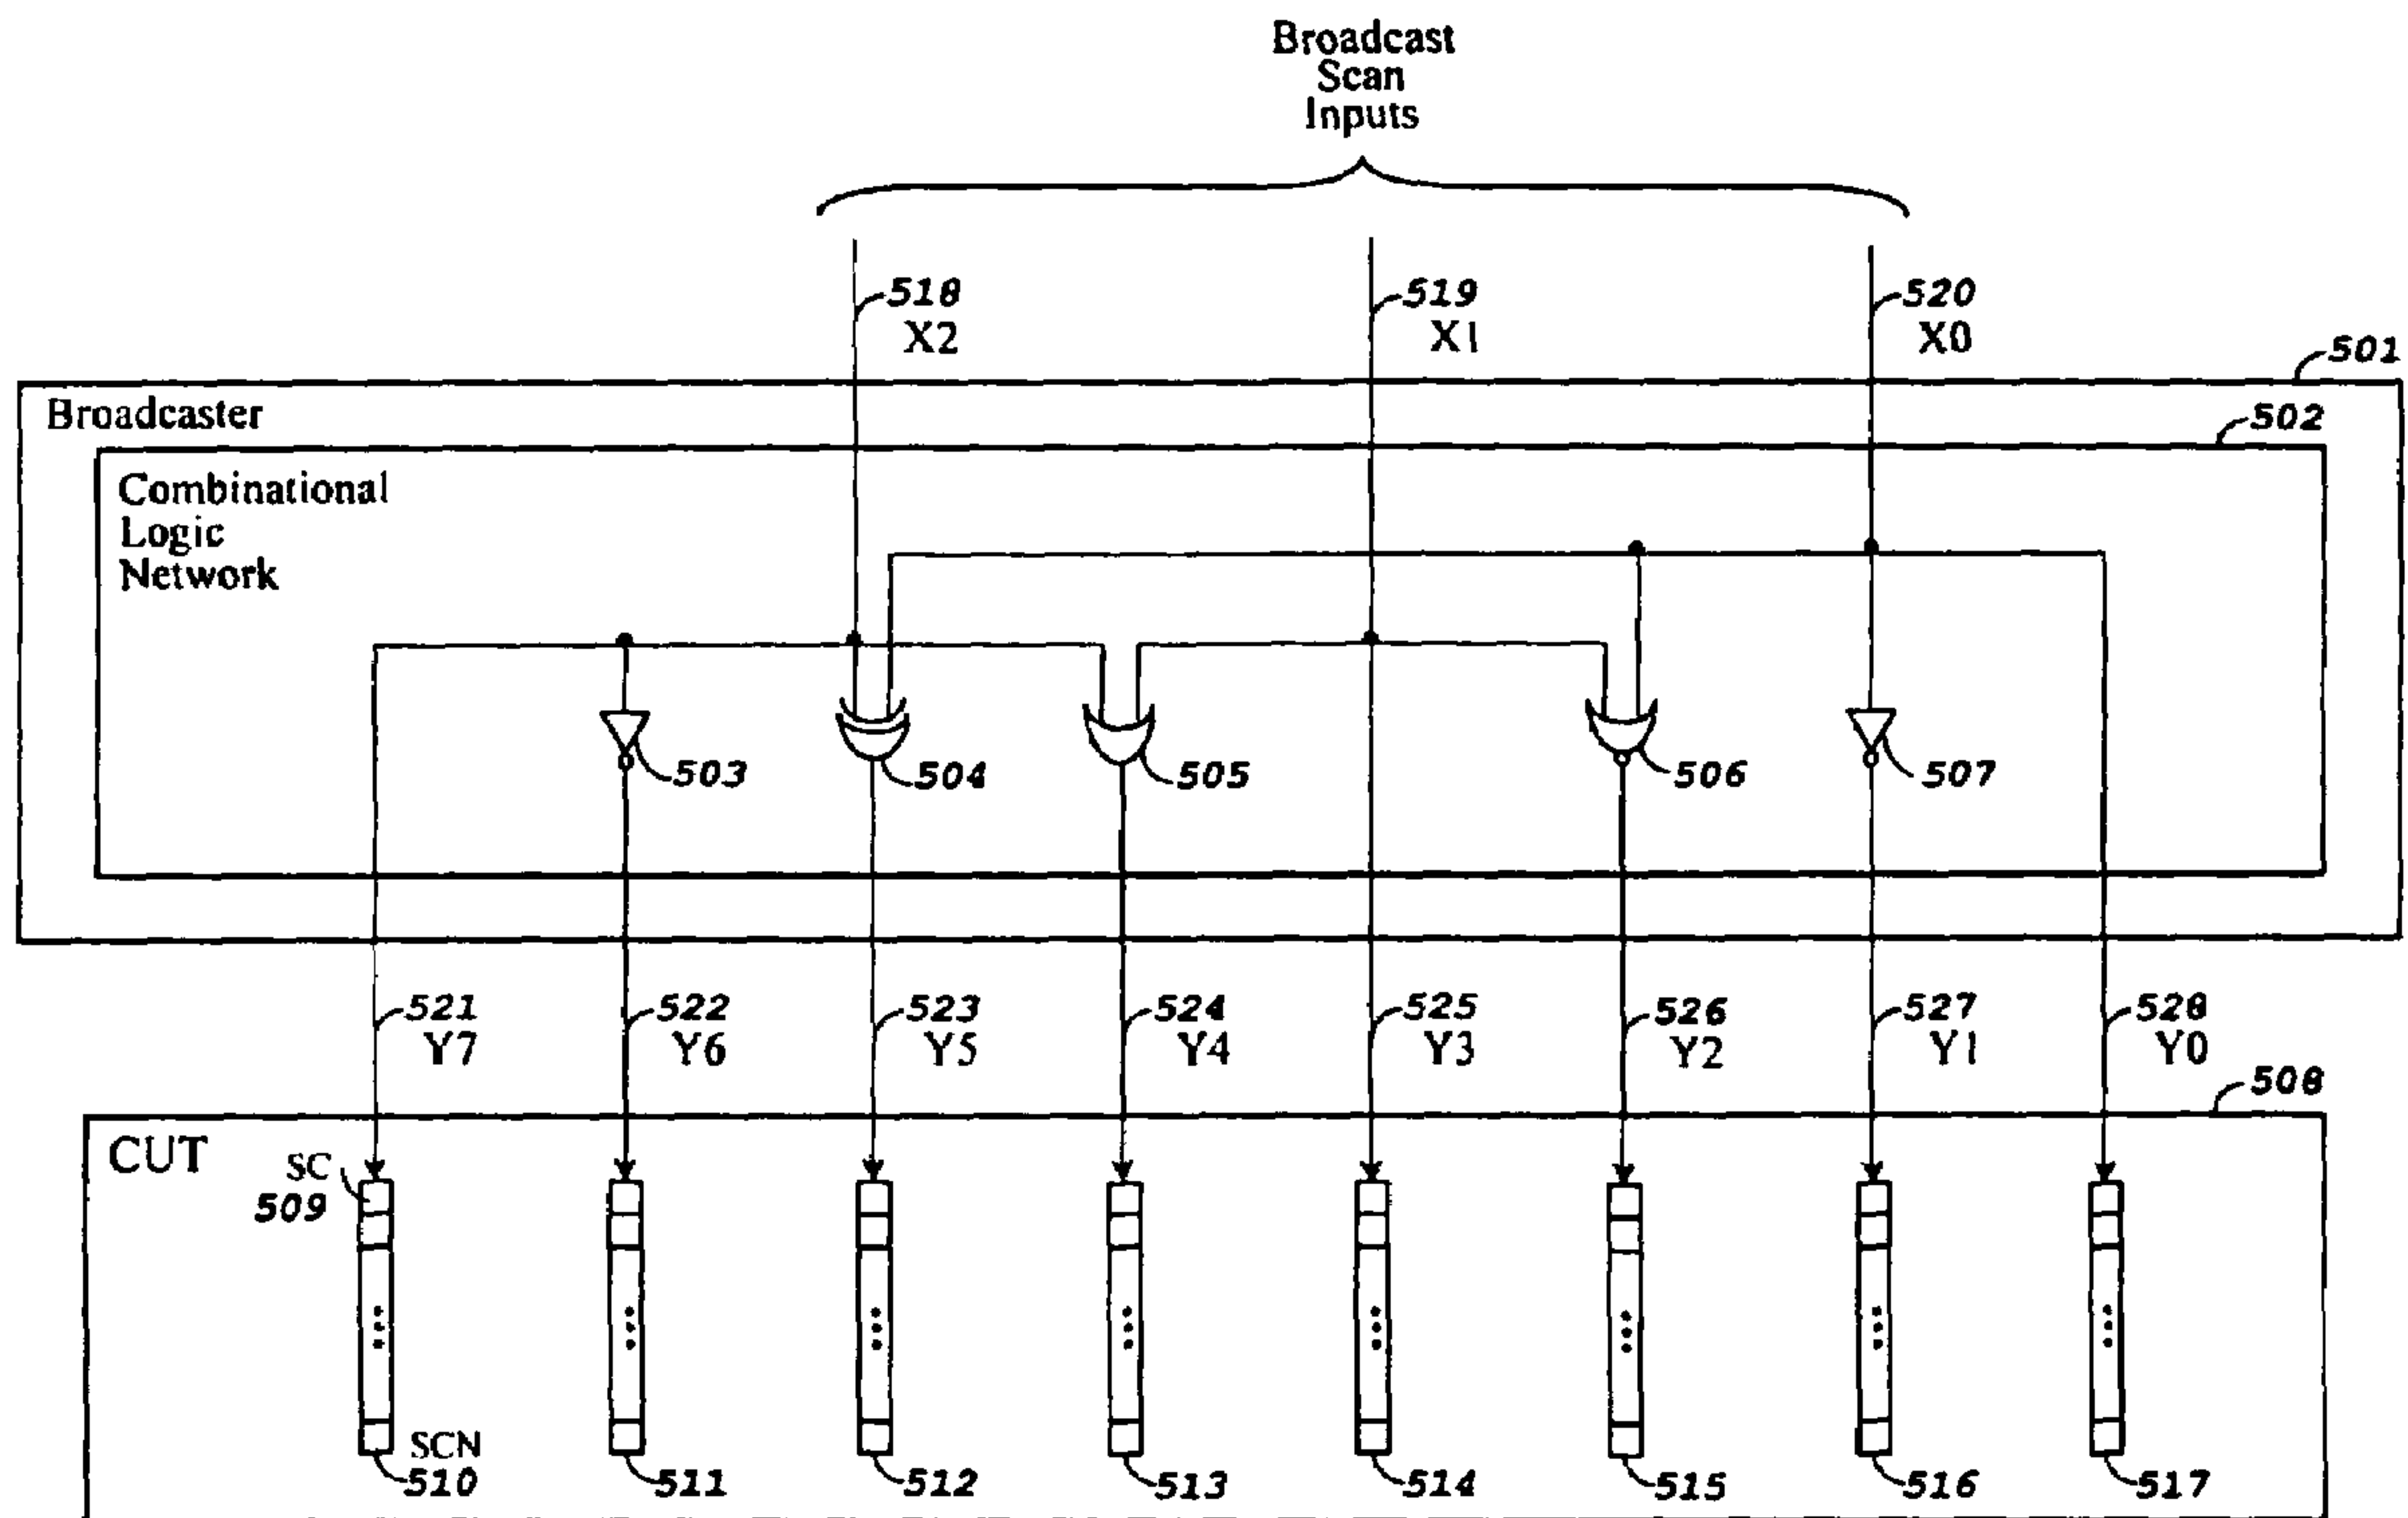 Broadcast
Scan
Inputs
518
X2
519
X1
520
X0
501
Broadcaster
502
Combinational
Logic
Network
503
504
505
506
507
521
Y7
522
Y6
523
Y5
524
Y4
525
Y3
526
Y2
527
Y1
528
Y0
508
CUT
SC
509
SCN
510
511
512
513
514
515
516
517